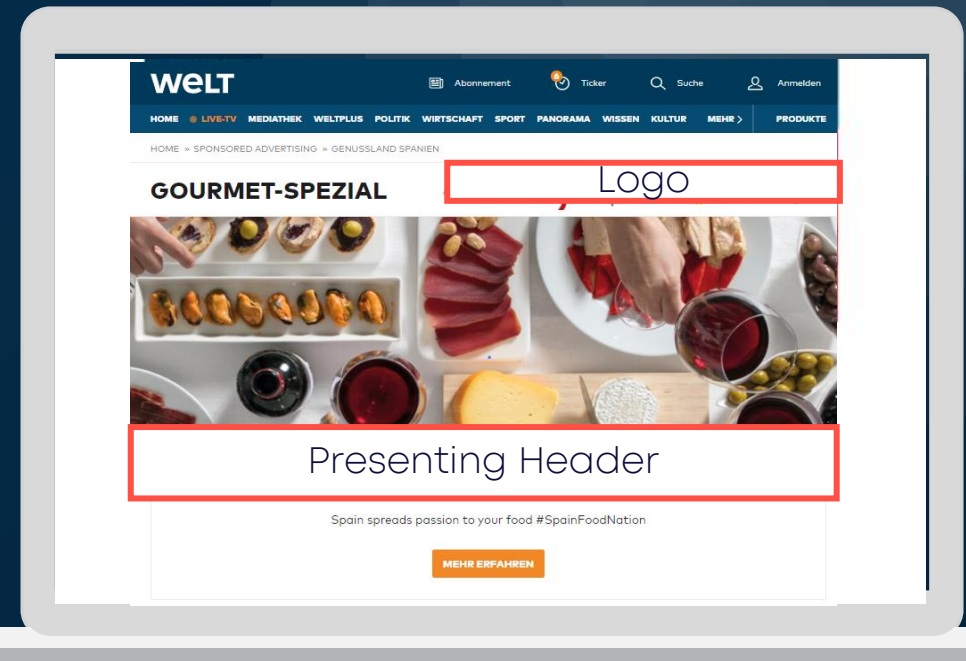 welt
Abonnement
6
Ticker
Suche
Anmelden
HOME LIVE-TV MEDIATHEK WELTPLUS POLITIK WIRTSCHAFT SPORT PANORAMA WISSEN KULTUR MEHR > PRODUKTE
HOME » SPONSORED ADVERTISING » GENUSSLAND SPANIEN
Logo
GOURMET-SPEZIAL
Presenting Header
Spain spreads passion to your food #SpainFoodNation
MEHR ERFAHREN